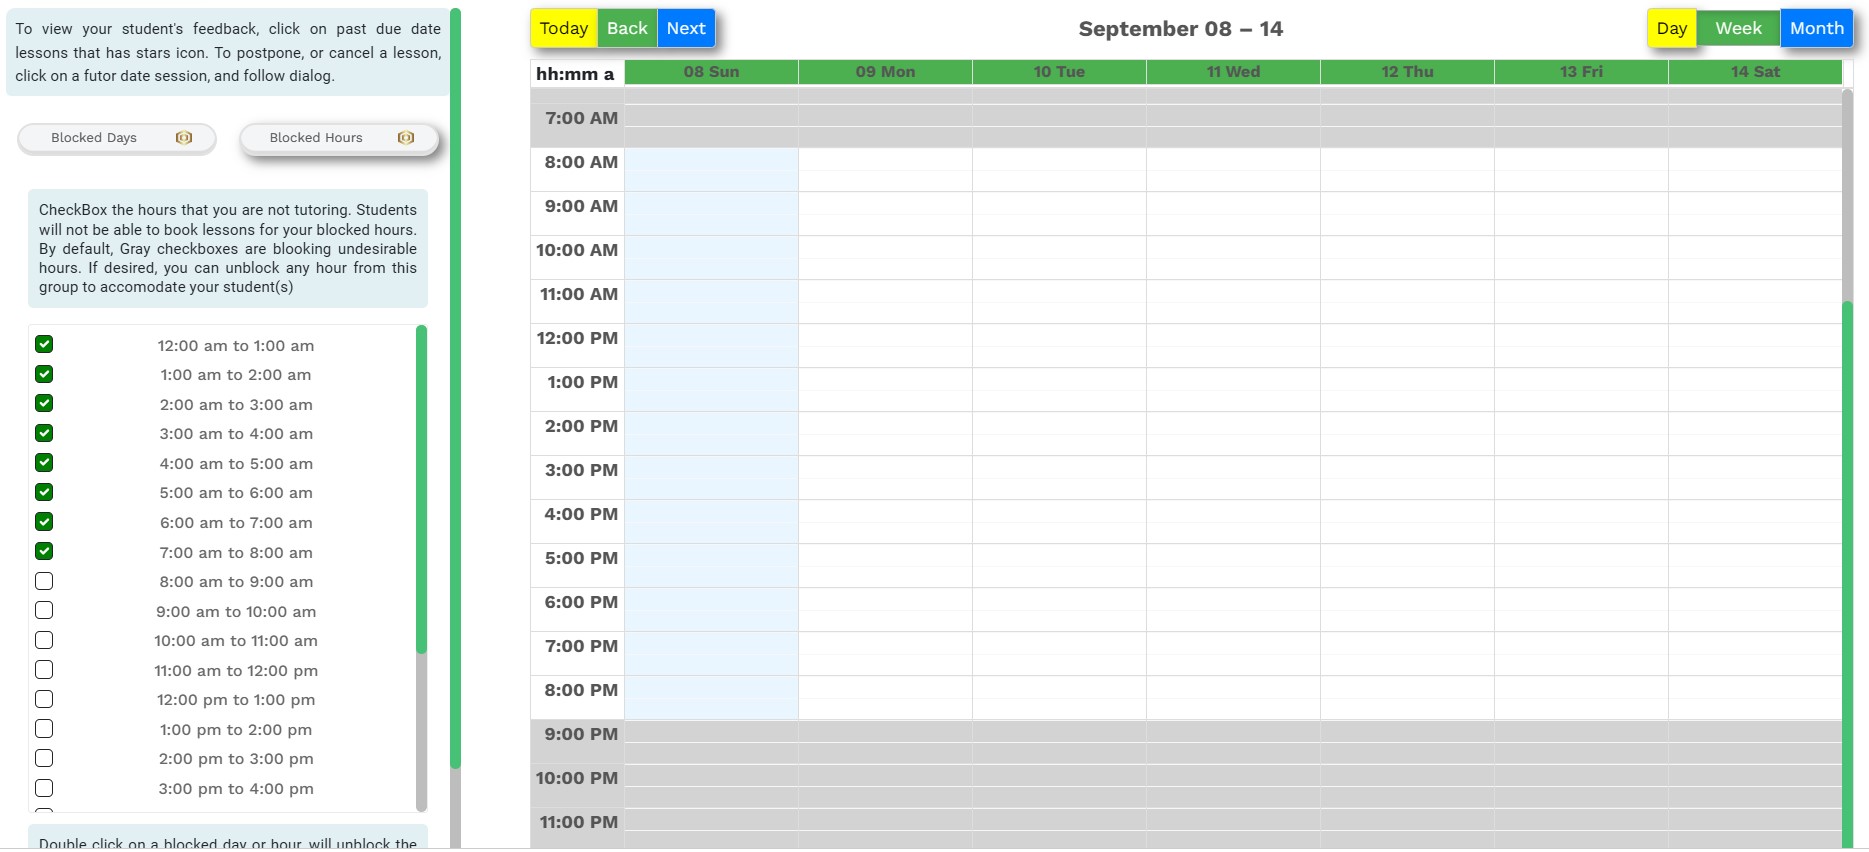 To view your student's feedback, click on past due date
lessons that has stars icon. To postpone, or cancel a lesson,
click on a futor date session, and follow dialog.
Blocked Days
Blocked Hours
CheckBox the hours that you are not tutoring. Students
will not be able to book lessons for your blocked hours.
By default, Gray checkboxes are blooking undesirable
hours. If desired, you can unblock any hour from this
group to accomodate your student(s)
12:00 am to 1:00 am
1:00 am to 2:00 am
2:00 am to 3:00 am
3:00 am to 4:00 am
4:00 am to 5:00 am
5:00 am to 6:00 am
6:00 am to 7:00 am
7:00 am to 8:00 am
8:00 am to 9:00 am
9:00 am to 10:00 am
10:00 am to 11:00 am
11:00 am to 12:00 pm
12:00 pm to 1:00 pm
1:00 pm to 2:00 pm
2:00 pm to 3:00 pm
3:00 pm to 4:00 pm
Double click on a blocked day or hour, will unblock the
Today Back Next
September 08 – 14
Day Week Month
hh:mm a 08 Sun 09 Mon 10 Tue 11 Wed 12 Thu 13 Fri 14 Sat
7:00 AM
8:00 AM
9:00 AM
10:00 AM
11:00 AM
12:00 PM
1:00 PM
2:00 PM
3:00 PM
4:00 PM
5:00 PM
6:00 PM
7:00 PM
8:00 PM
9:00 PM
10:00 PM
11:00 PM